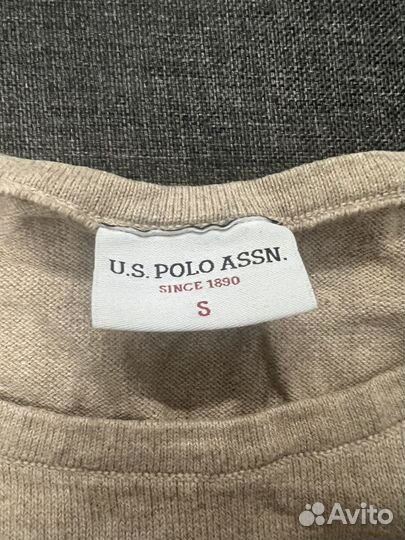 U.S. POLO ASSN.
SINCE 1890
S
Avito